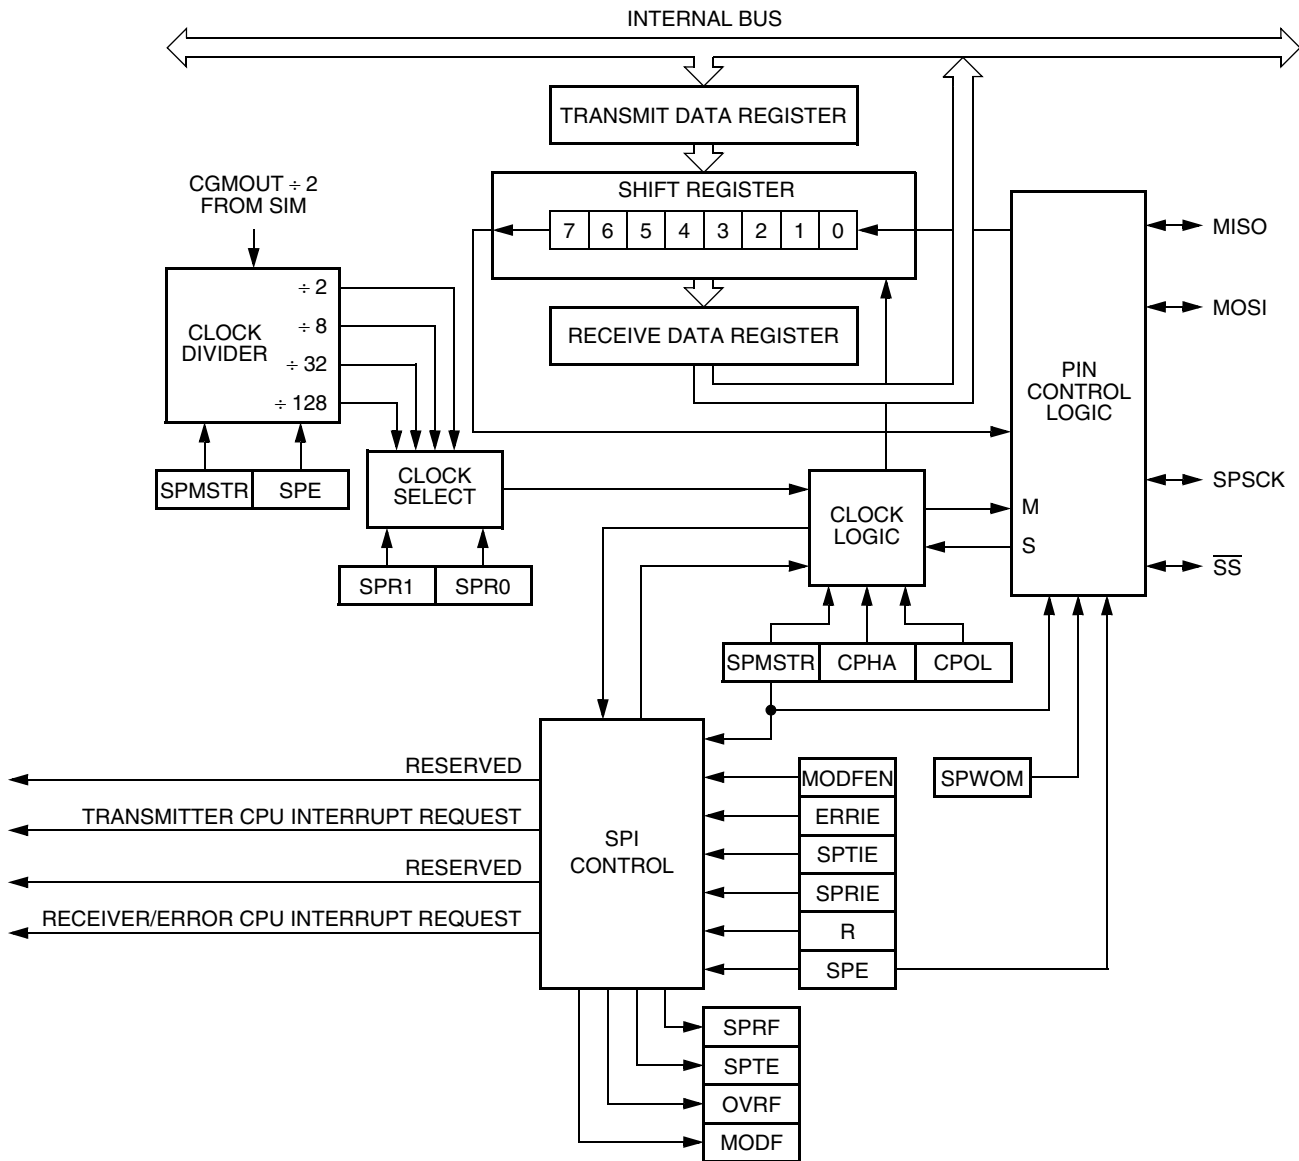 INTERNAL BUS
TRANSMIT DATA REGISTER
CGMOUT ÷ 2
FROM SIM
SHIFT REGISTER
7 6 5 4 3 2 1 0
MISO
MOSI
÷ 2
÷ 8
÷ 32
÷ 128
CLOCK
DIVIDER
RECEIVE DATA REGISTER
PIN
CONTROL
LOGIC
SPMSTR SPE
CLOCK
SELECT
SPSCK
M
S
CLOCK
LOGIC
SS
SPR1 SPR0
SPMSTR CPHA CPOL
RESERVED
TRANSMITTER CPU INTERRUPT REQUEST
RESERVED
RECEIVER/ERROR CPU INTERRUPT REQUEST
SPI
CONTROL
MODFEN
ERRIE
SPTIE
SPRIE
R
SPE
SPWOM
SPRF
SPTE
OVRF
MODF